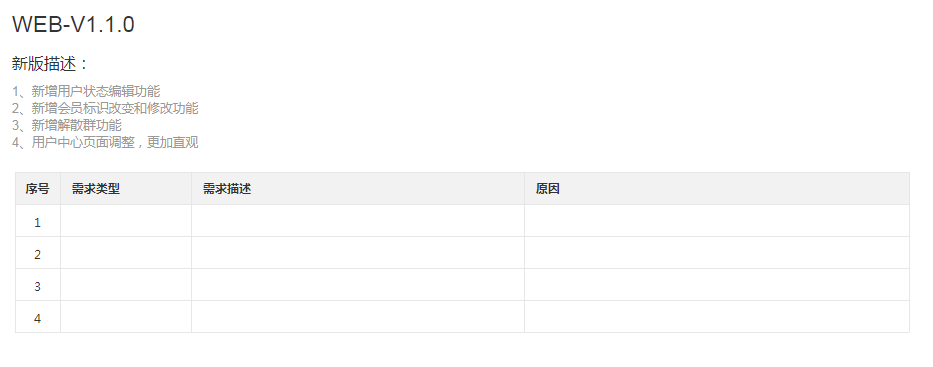 WEB-V1.1.0
新版描述：
1、新增用户状态编辑功能
2、新增会员标识改变和修改功能
3、新增解散群功能
4、用户中心页面调整，更加直观
序号 需求类型 需求描述 原因
1
2
3
4